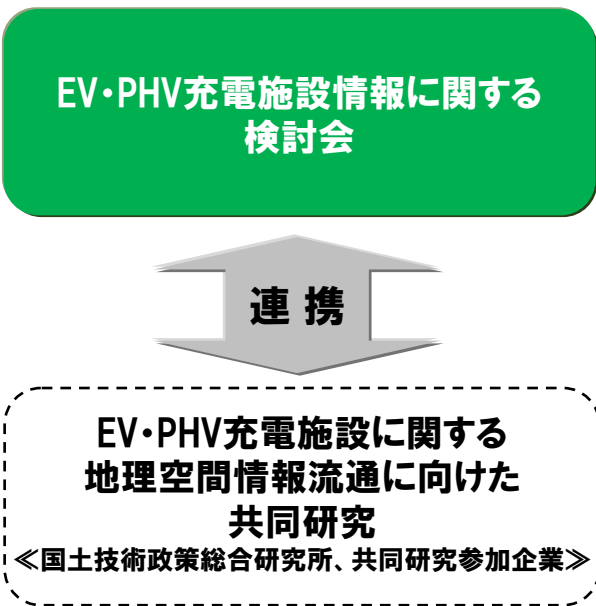 EV・PHV充電施設情報に関する
検討会
連 携
EV・PHV充電施設に関する
地理空間情報流通に向けた
共同研究
≪国土技術政策総合研究所、共同研究参加企業≫